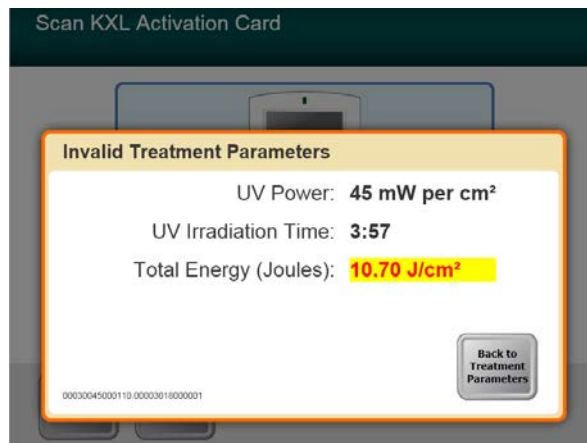 Scan KXL Activation Card
Invalid Treatment Parameters
UV Power: 45 mW per cm²
UV Irradiation Time: 3:57
Total Energy (Joules): 10.70 J/cm²
Back to
Treatment
Parameters
00030045000110.00003018000001